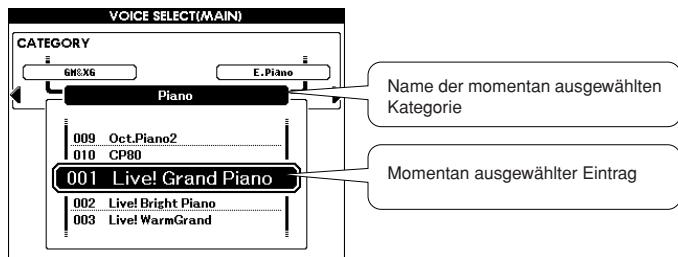 VOICE SELECT(MAIN)
CATEGORY
GM&XG
E.Piano
Piano
009 Oct.Piano2
010 CP80
001 Live! Grand Piano
002 Live! Bright Piano
003 Live! WarmGrand
Name der momentan ausgewählten
Kategorie
Momentan ausgewählter Eintrag